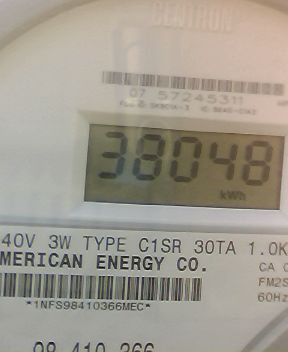 CENTRON
07 57245311
38048
kWh
40V 3W TYPE C1SR 30TA 1.0K
MERICAN ENERGY CO.
CA
FM2S
60Hz
*1NFS98410366MEC*
98 410 366